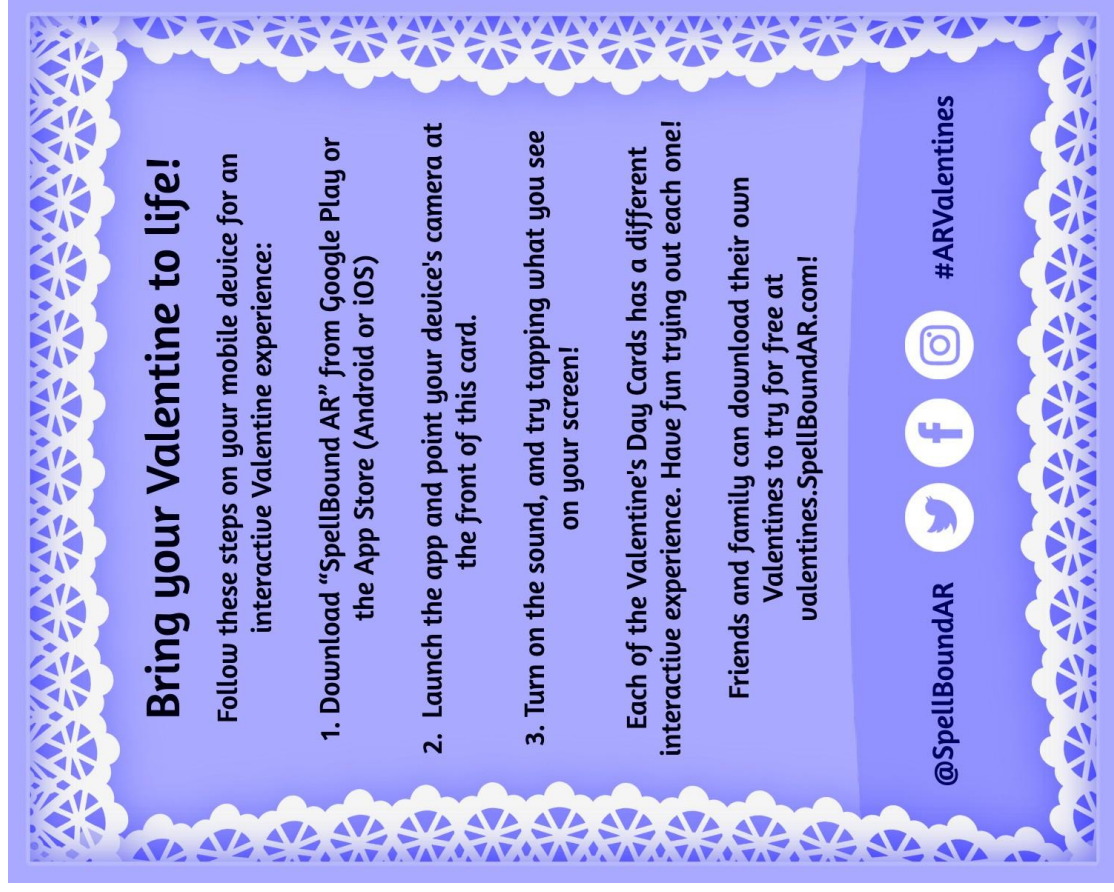 Bring your Valentine to life!
Follow these steps on your mobile device for an
interactive Valentine experience:
1. Download “SpellBound AR” from Google Play or
the App Store (Android or iOS)
2. Launch the app and point your device's camera at
the front of this card.
3. Turn on the sound, and try tapping what you see
on your screen!
Each of the Valentine's Day Cards has a different
interactive experience. Have fun trying out each one!
Friends and family can download their own
Valentines to try for free at
valentines.SpellBoundAR.com!
@SpellBoundAR #ARValentines